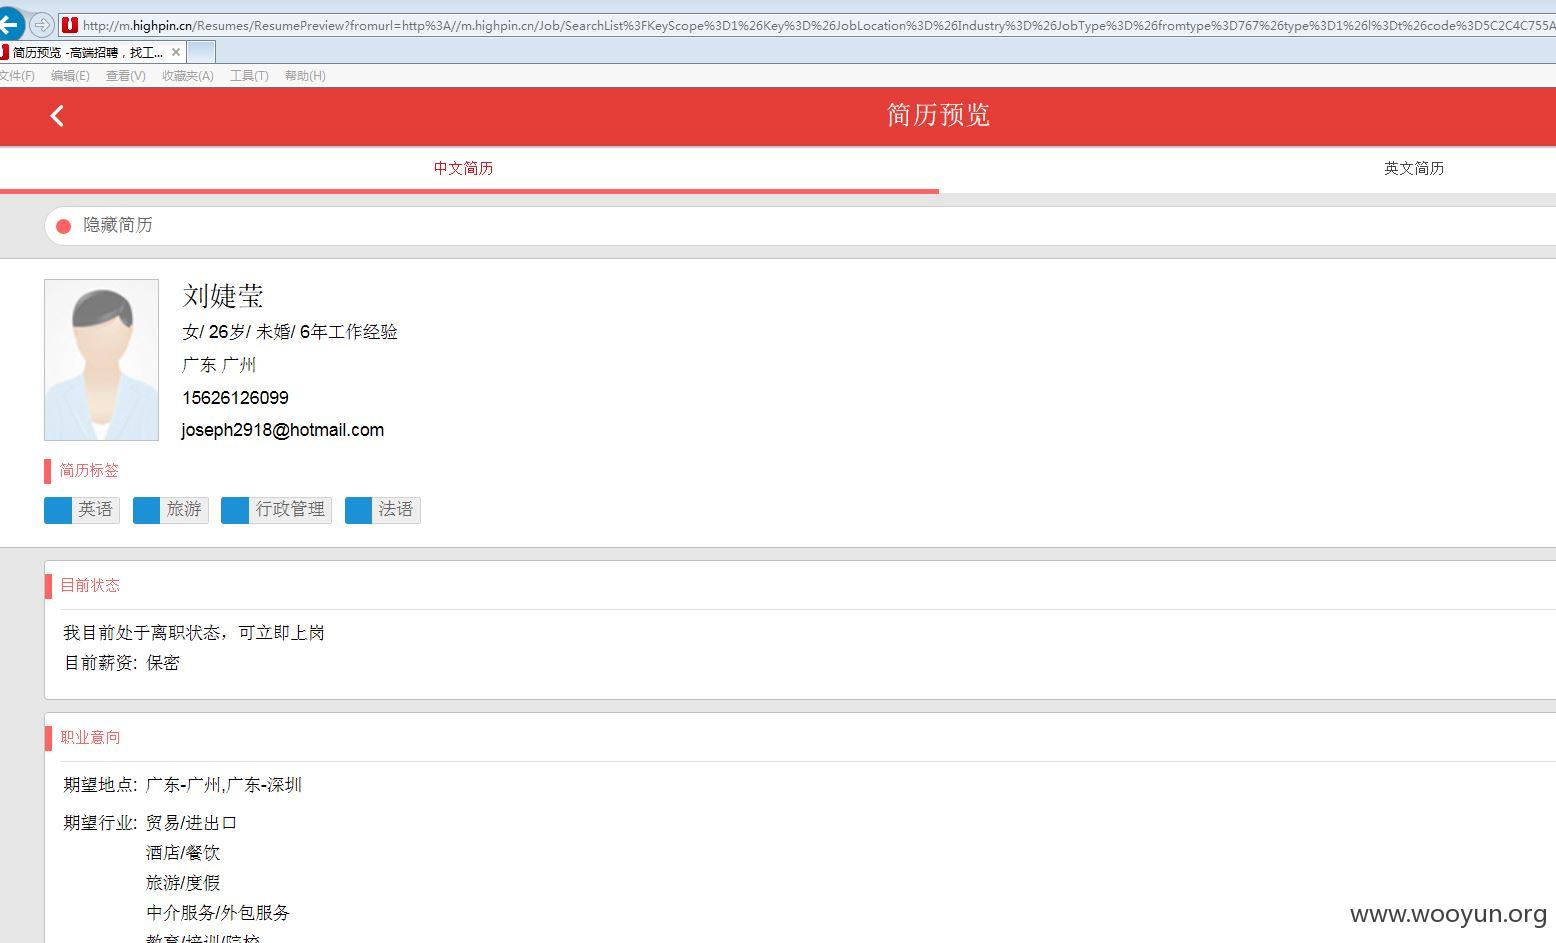 http://m.highpin.cn/Resumes/ResumePreview?fromurl=http%3A//m.highpin.cn/Job/SearchList%3FKeyScope%3D1%26Key%3D%26JobLocation%3D%26Industry%3D%26JobType%3D%26fromtype%3D767%26type%3D1%26l%3Dt%26code%3D5C2C4C755A
简历预览 -高端招聘，找工...
文件(F) 编辑(E) 查看(V) 收藏夹(A) 工具(T) 帮助(H)
简历预览
中文简历 英文简历
隐藏简历
刘婕莹
女/ 26岁/ 未婚/ 6年工作经验
广东 广州
15626126099
joseph2918@hotmail.com
简历标签
英语 旅游 行政管理 法语
目前状态
我目前处于离职状态，可立即上岗
目前薪资: 保密
职业意向
期望地点: 广东-广州,广东-深圳
期望行业: 贸易/进出口
酒店/餐饮
旅游/度假
中介服务/外包服务
教育/培训/院校
www.wooyun.org